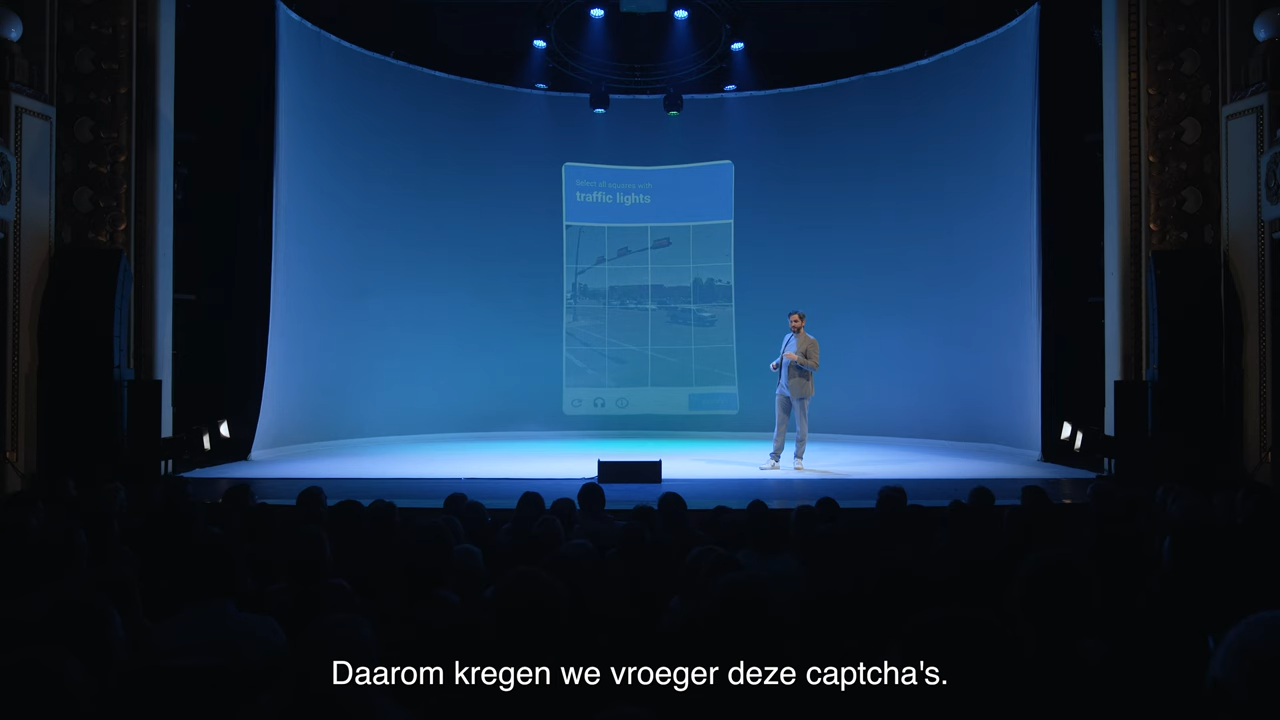 Select all squares with
traffic lights
Daarom kregen we vroeger deze captcha's.